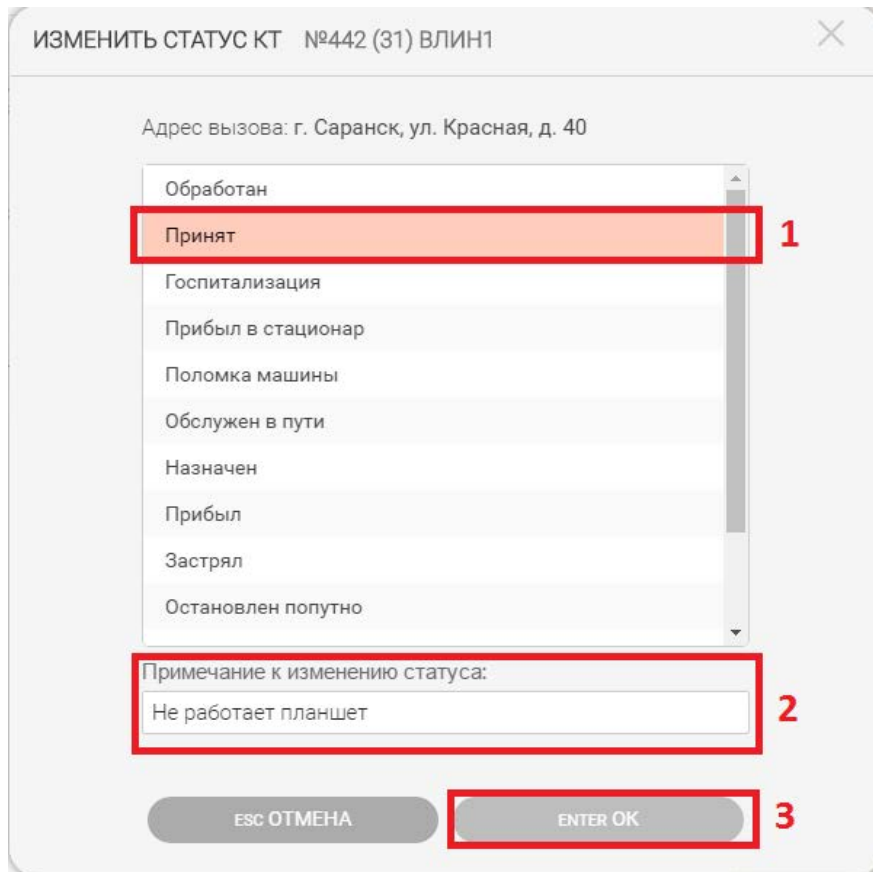 ИЗМЕНИТЬ СТАТУС КТ №442 (31) ВЛИН1
Адрес вызова: г. Саранск, ул. Красная, д. 40
Обработан
Принят
1
Госпитализация
Прибыл в стационар
Поломка машины
Обслужен в пути
Назначен
Прибыл
Застрял
Остановлен попутно
Примечание к изменению статуса:
Не работает планшет
2
ESC ОТМЕНА
ENTER OK
3